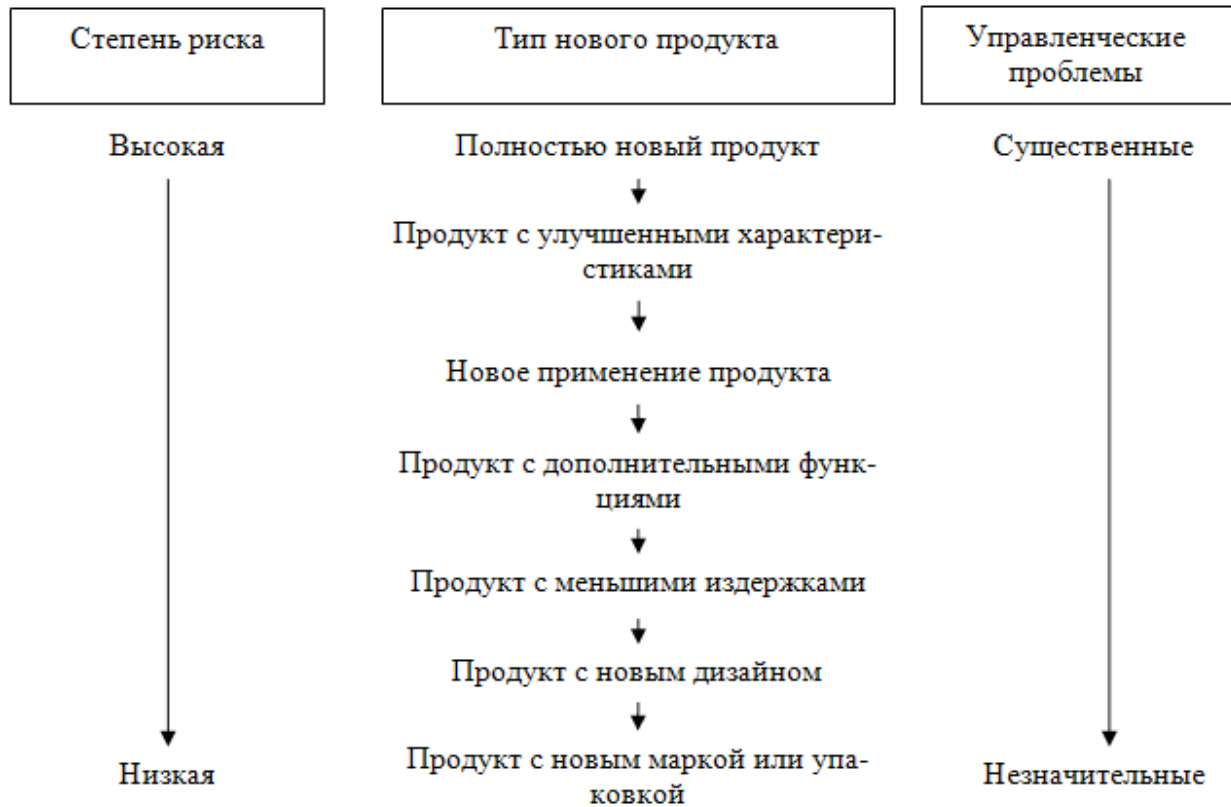 Степень риска
Тип нового продукта
Управленческие
проблемы
Высокая
Полностью новый продукт
Существенные
Продукт с улучшенными характери-
стиками
Новое применение продукта
Продукт с дополнительными функ-
циями
Продукт с меньшими издержками
Продукт с новым дизайном
Продукт с новым маркой или упа-
ковкой
Низкая
Незначительные